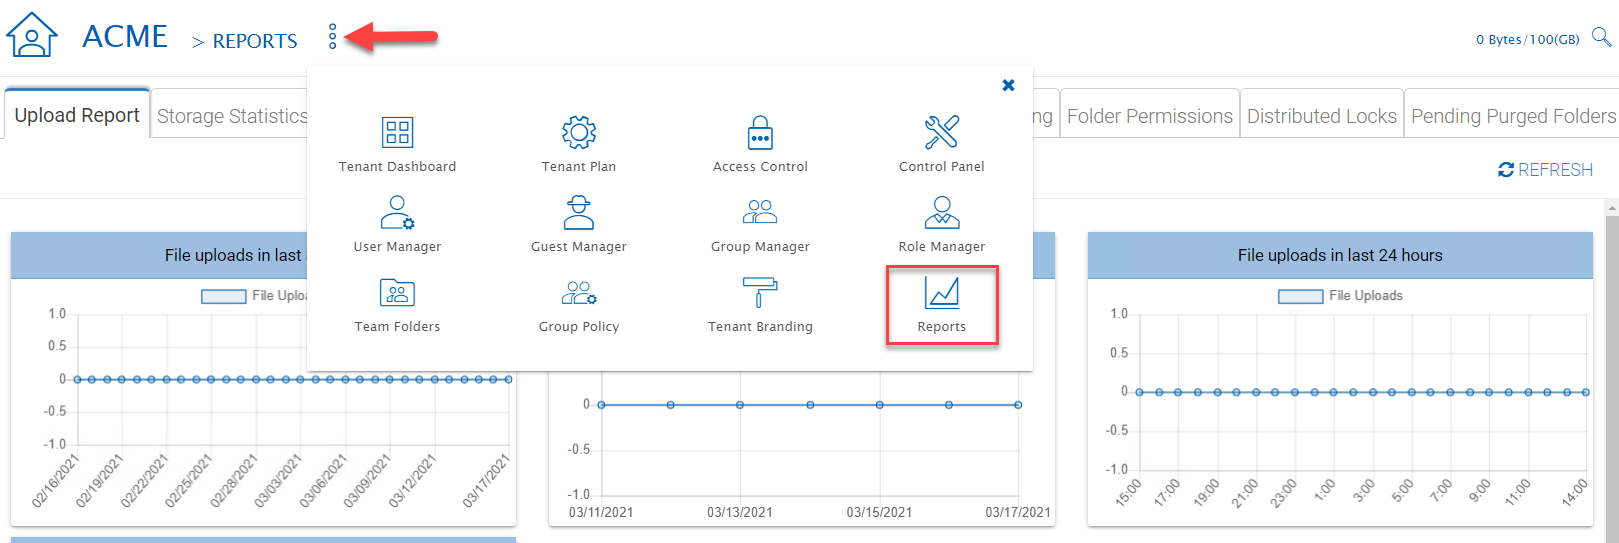 ACME > REPORTS
0 Bytes/100(GB)
Upload Report
Storage Statistics
Folder Permissions
Distributed Locks
Pending Purged Folders
REFRESH
Tenant Dashboard
Tenant Plan
Access Control
Control Panel
User Manager
Guest Manager
Group Manager
Role Manager
Team Folders
Group Policy
Tenant Branding
Reports
File uploads in last
File Uploa
1.0
0.5
0
-0.5
-1.0
02/16/2021
02/19/2021
02/22/2021
02/25/2021
02/28/2021
03/03/2021
03/06/2021
03/09/2021
03/12/2021
03/17/2021
0
-0.5
-1.0
03/11/2021
03/13/2021
03/15/2021
03/17/2021
File uploads in last 24 hours
File Uploads
1.0
0.5
0
-0.5
-1.0
15:00
17:00
19:00
21:00
23:00
1:00
3:00
5:00
7:00
9:00
11:00
14:00